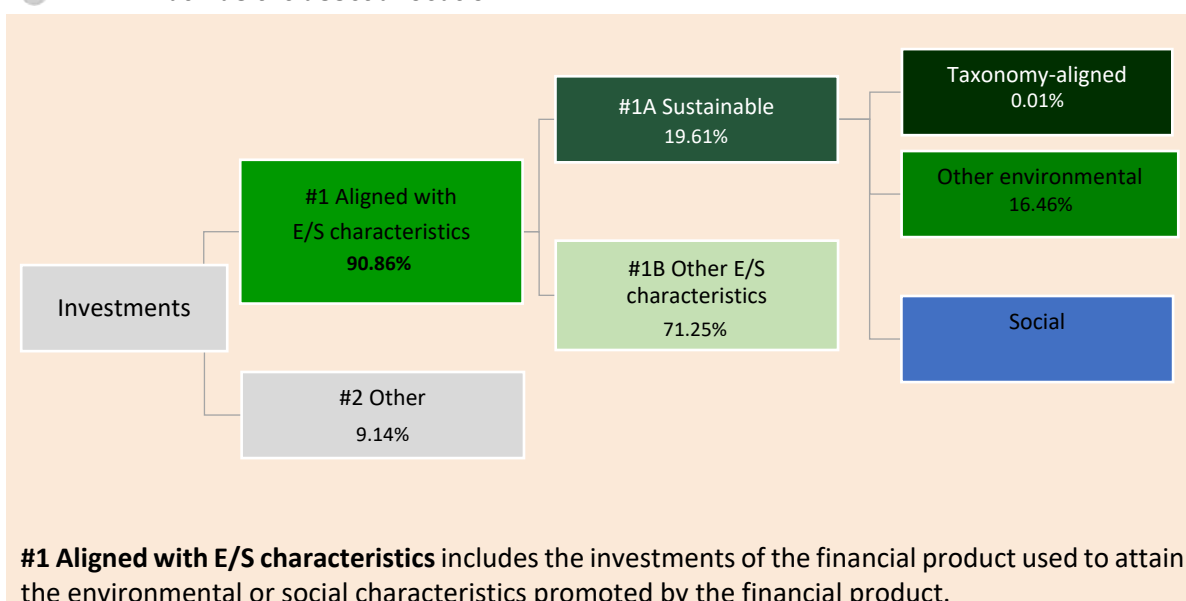 Investments
#1 Aligned with
E/S characteristics
90.86%
#2 Other
9.14%
#1A Sustainable
19.61%
#1B Other E/S
characteristics
71.25%
Taxonomy-aligned
0.01%
Other environmental
16.46%
Social
#1 Aligned with E/S characteristics includes the investments of the financial product used to attain
the environmental or social characteristics promoted by the financial product.